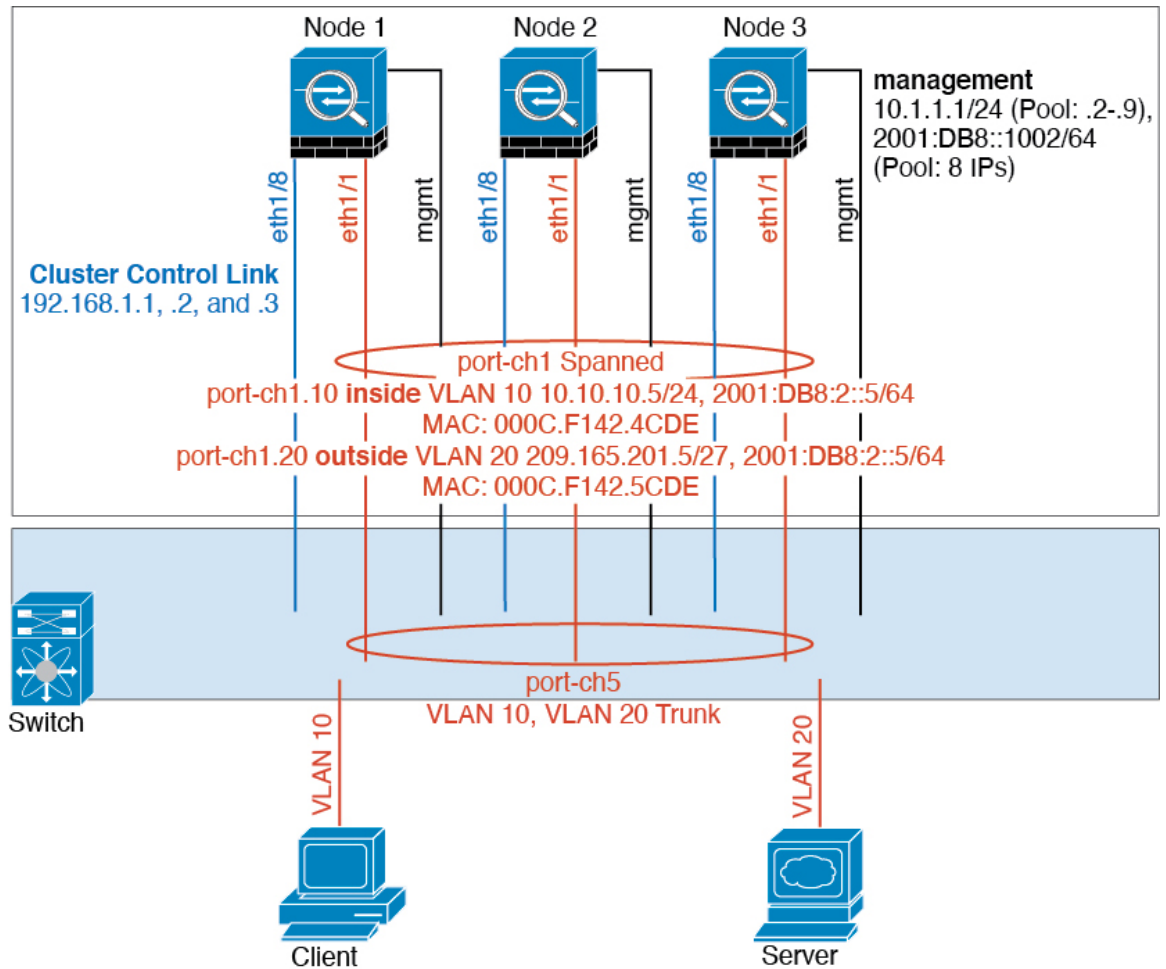 Node 1
Node 2
Node 3
management
10.1.1.1/24 (Pool: .2-.9),
2001:DB8::1002/64
(Pool: 8 IPs)
eth1/8
eth1/1
mgmt
eth1/8
eth1/1
mgmt
eth1/8
eth1/1
mgmt
Cluster Control Link
192.168.1.1, .2, and .3
port-ch1 Spanned
port-ch1.10 inside VLAN 10 10.10.10.5/24, 2001:DB8:2::5/64
MAC: 000C.F142.4CDE
port-ch1.20 outside VLAN 20 209.165.201.5/27, 2001:DB8:2::5/64
MAC: 000C.F142.5CDE
port-ch5
VLAN 10, VLAN 20 Trunk
Switch
VLAN 10
VLAN 20
Client
Server